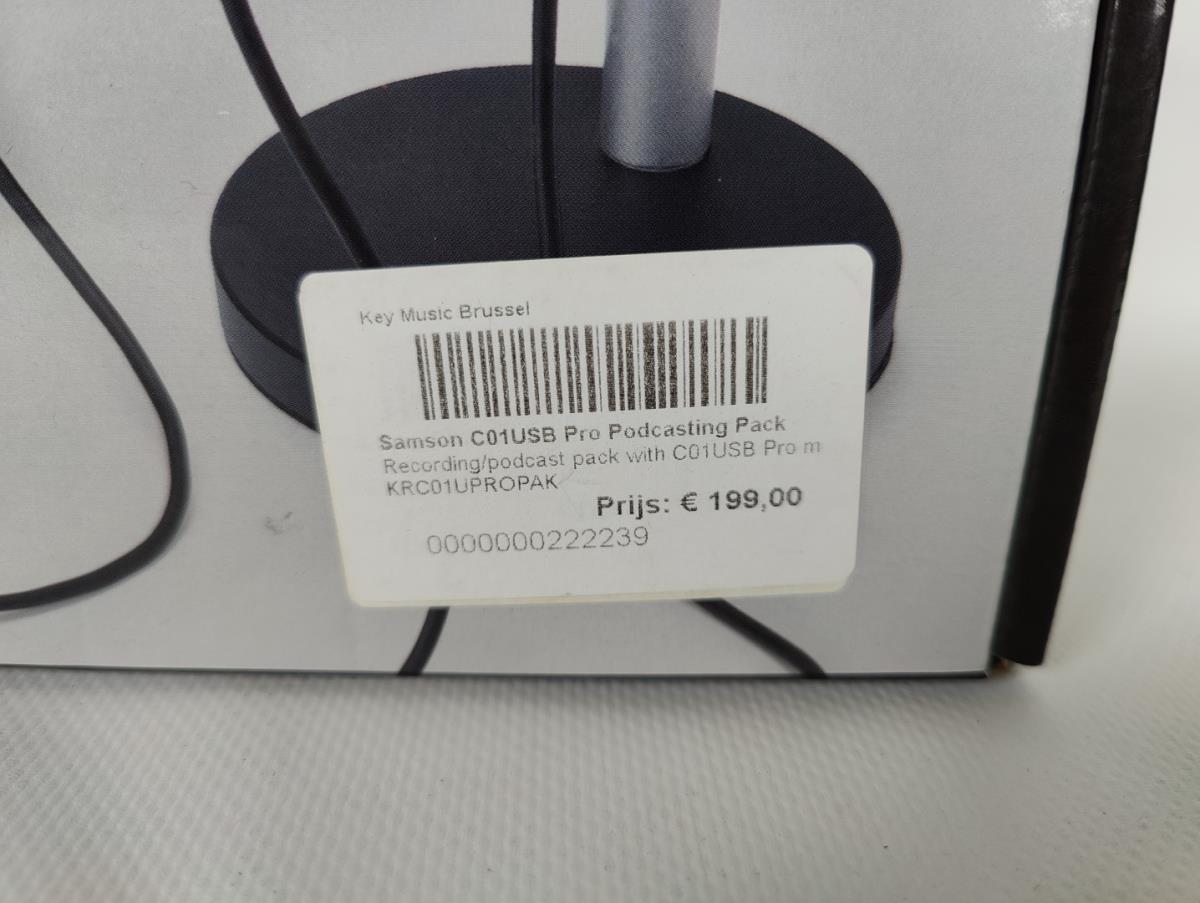 Key Music Brussel
Samson C01USB Pro Podcasting Pack
Recording/podcast pack with C01USB Pro m
KRC01UPROPAK
Prijs: € 199,00
0000000222239